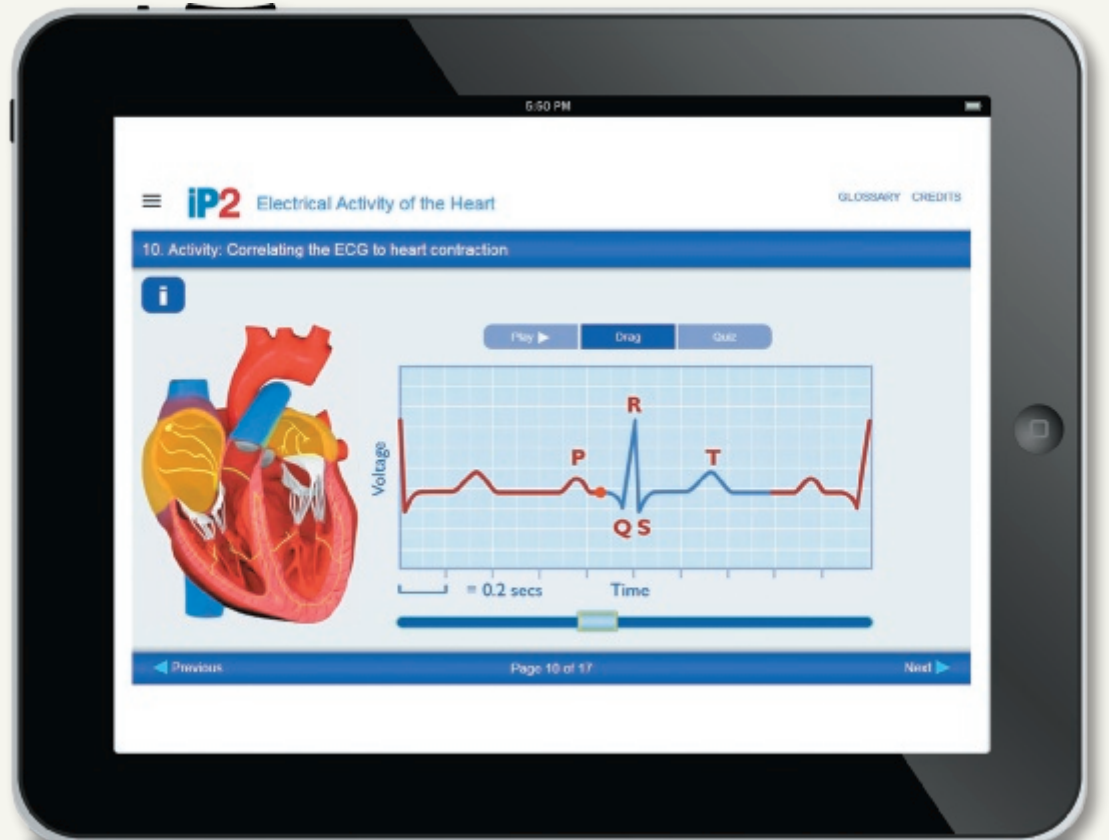 5:50 PM
iP2 Electrical Activity of the Heart
GLOSSARY CREDITS
10. Activity: Correlating the ECG to heart contraction
i
Play Drag Quiz
Voltage
R
P
T
Q S
= 0.2 secs Time
Previous Page 10 of 17 Next